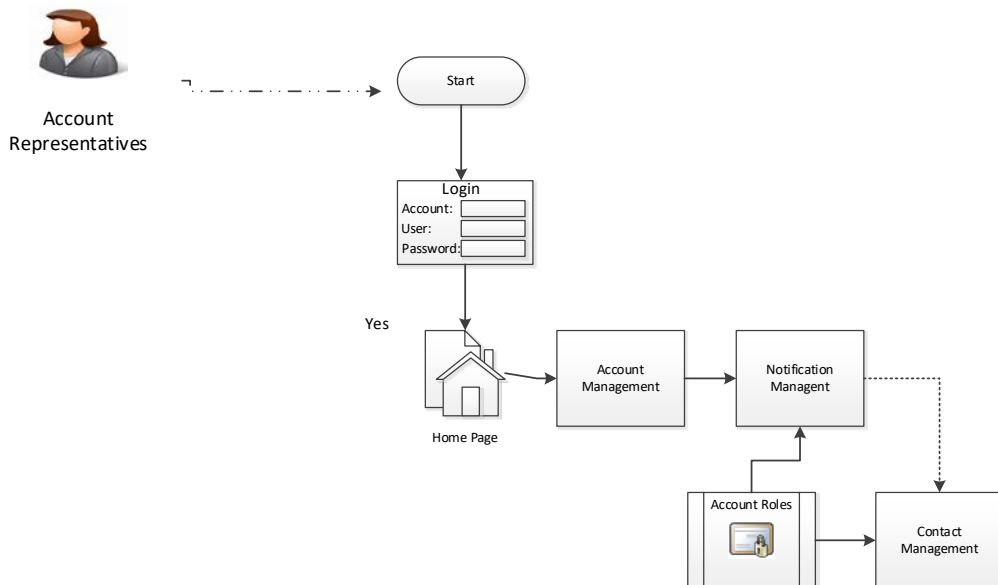 Account
Representatives
Start
Login
Account:
User:
Password:
Yes
Home Page
Account
Management
Notification
Managent
Account Roles
Contact
Management